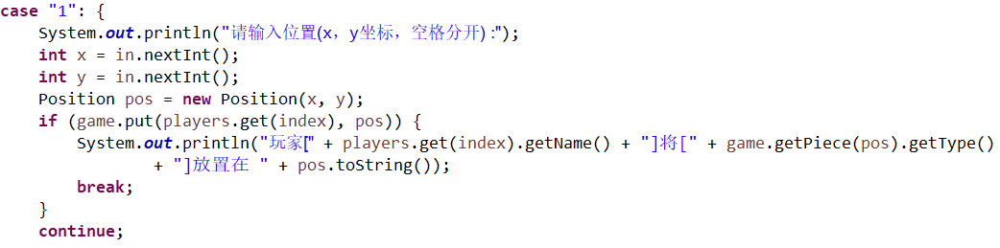 case "1": {
System.out.println("请输入位置(x，y坐标，空格分开) :");
int x = in.nextInt();
int y = in.nextInt();
Position pos = new Position(x, y);
if (game.put(players.get(index), pos)) {
System.out.println("玩家[" + players.get(index).getName() + "]将[" + game.getPiece(pos).getType()
+ "]放置在 " + pos.toString());
break;
}
continue;